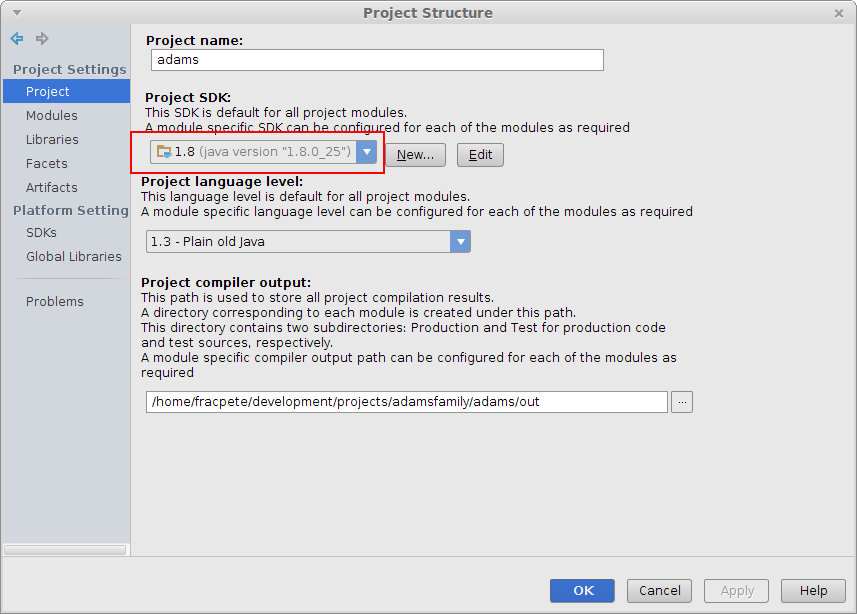 Project Structure
Project Settings
Project
Modules
Libraries
Facets
Artifacts
Platform Setting
SDKs
Global Libraries
Problems
Project name:
adams
Project SDK:
This SDK is default for all project modules.
A module specific SDK can be configured for each of the modules as required
1.8 (java version "1.8.0_25")
New...
Edit
Project language level:
This language level is default for all project modules.
A module specific language level can be configured for each of the modules as required
1.3 - Plain old Java
Project compiler output:
This path is used to store all project compilation results.
A directory corresponding to each module is created under this path.
This directory contains two subdirectories: Production and Test for production code
and test sources, respectively.
A module specific compiler output path can be configured for each of the modules as
required
/home/fracpete/development/projects/adamsfamily/adams/out
...
OK
Cancel
Apply
Help